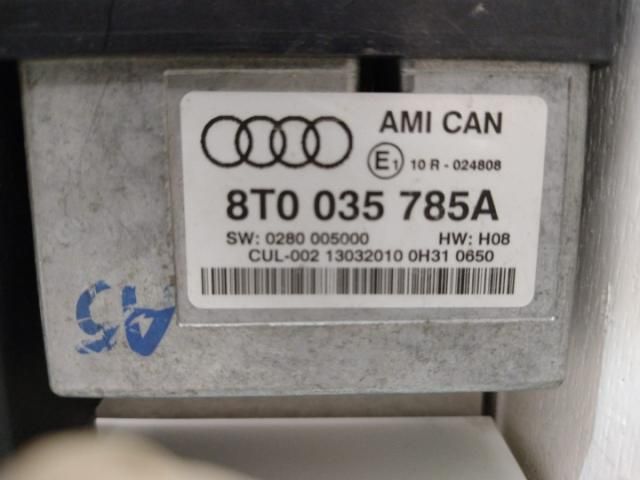 AMI CAN
E1 10 R - 024808
8T0 035 785A
SW: 0280 005000 HW: H08
CUL-002 13032010 0H31 0650
A5